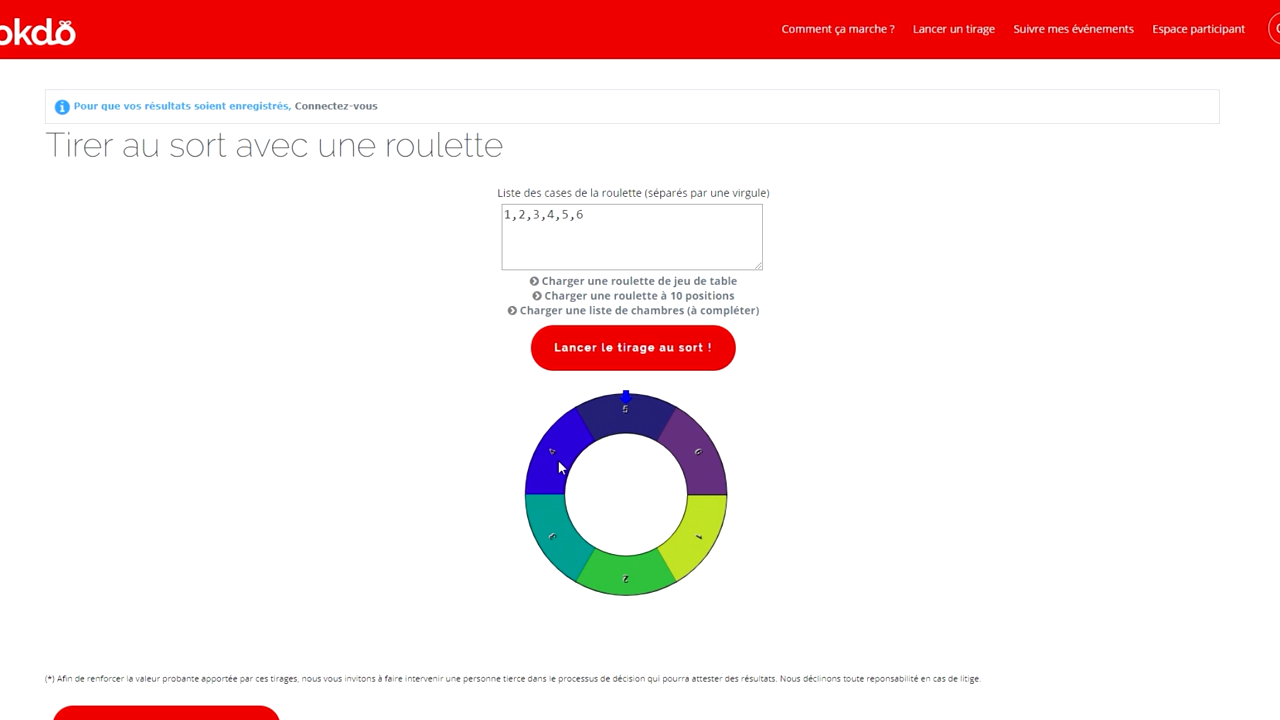 okdô
Comment ça marche ? Lancer un tirage Suivre mes événements Espace participant
Pour que vos résultats soient enregistrés, Connectez-vous
Tirer au sort avec une roulette
Liste des cases de la roulette (séparés par une virgule)
1,2,3,4,5,6
Charger une roulette de jeu de table
Charger une roulette à 10 positions
Charger une liste de chambres (à compléter)
Lancer le tirage au sort !
5
4 6
3 1
2
(*) Afin de renforcer la valeur probante apportée par ces tirages, nous vous invitons à faire intervenir une personne tierce dans le processus de décision qui pourra attester des résultats. Nous déclinons toute reponsabilité en cas de litige.